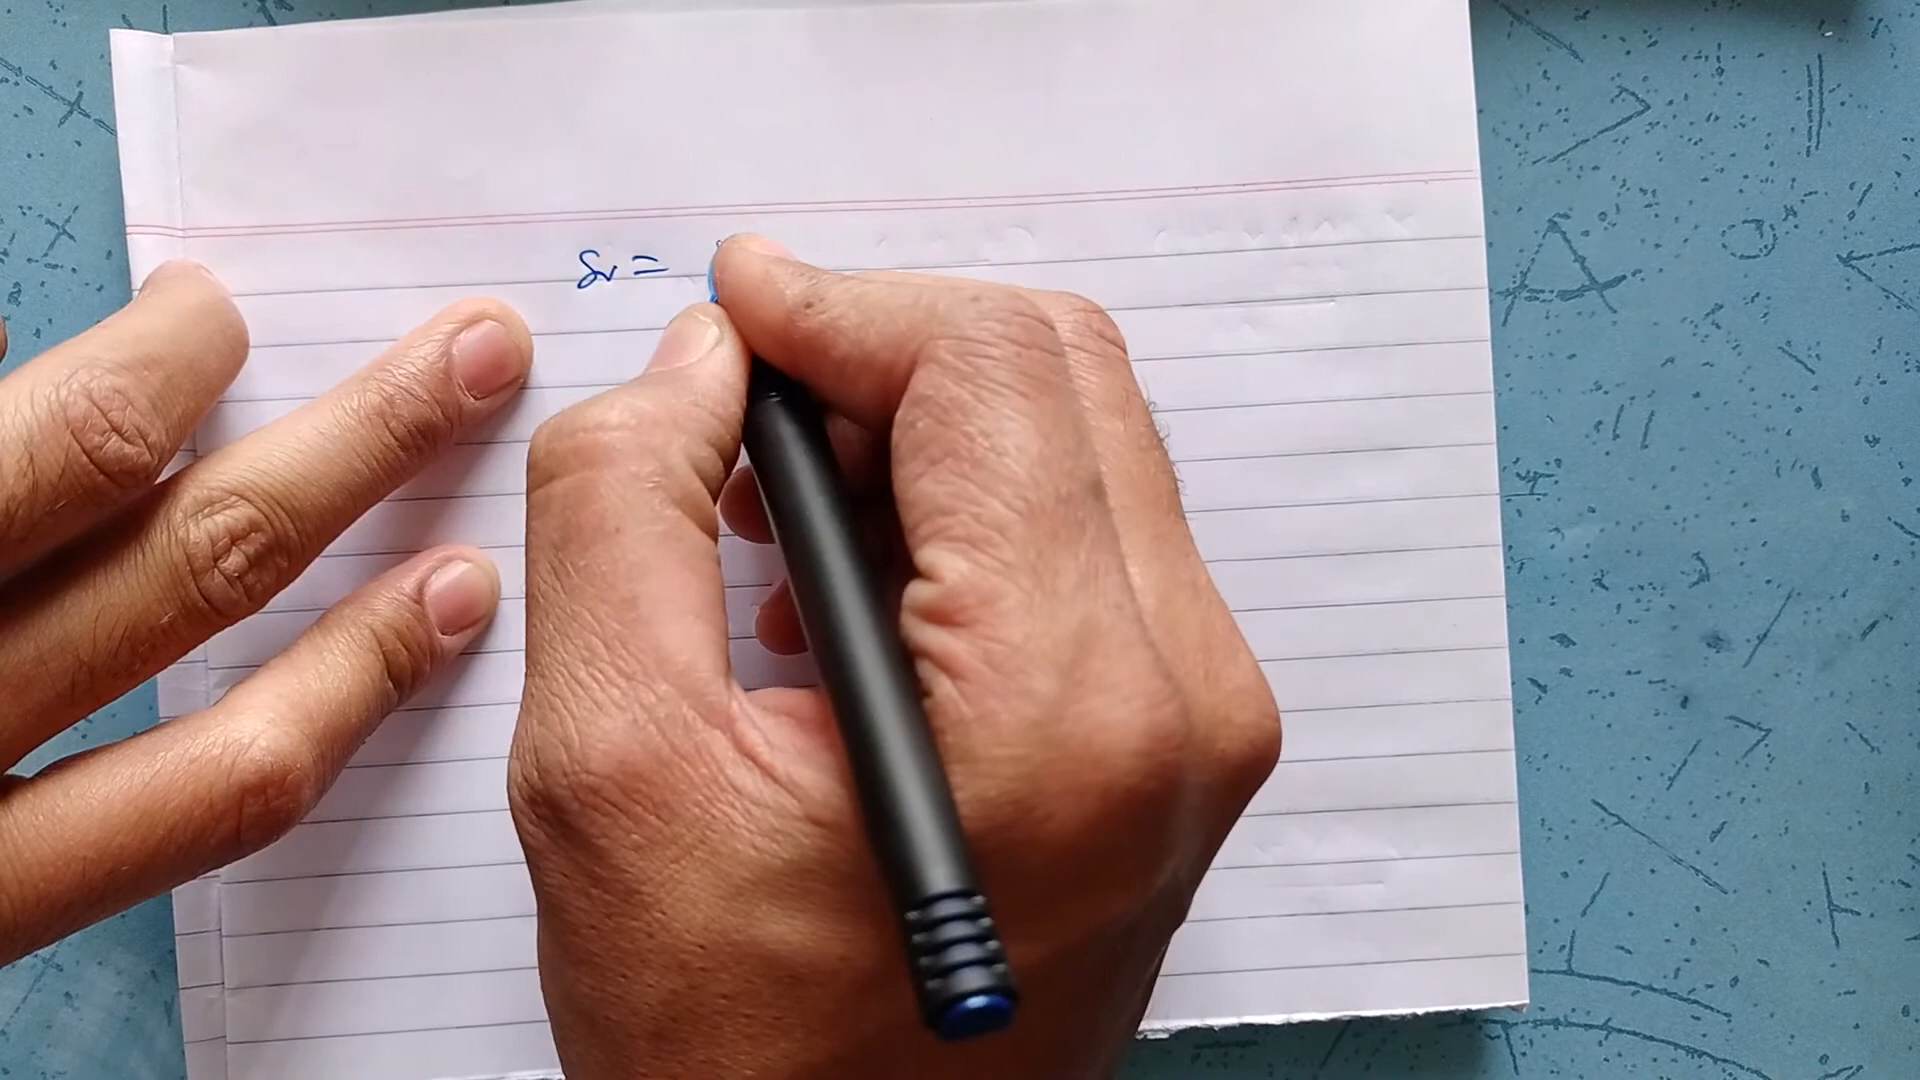 Sr =